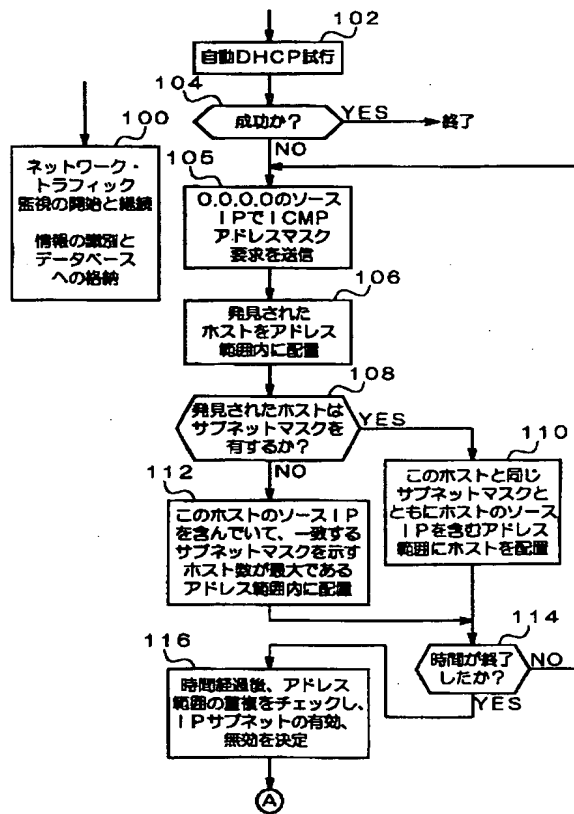 102
自動DHCP試行
104
成功か?
YES
終了
NO
100
ネットワーク・
トラフィック
監視の開始と継続
情報の識別と
データベース
への格納
105
0.0.0.0のソース
IPでICMP
アドレスマスク
要求を送信
106
発見された
ホストをアドレス
範囲内に配置
108
発見されたホストは
サブネットマスクを
有するか?
YES
NO
110
このホストと同じ
サブネットマスクと
ともにホストのソース
IPを含むアドレス
範囲にホストを配置
112
このホストのソースIP
を含んでいて、一致する
サブネットマスクを示す
ホスト数が最大である
アドレス範囲内に配置
114
時間が終了
したか?
NO
YES
116
時間経過後、アドレス
範囲の重複をチェックし、
IPサブネットの有効、
無効を決定
A